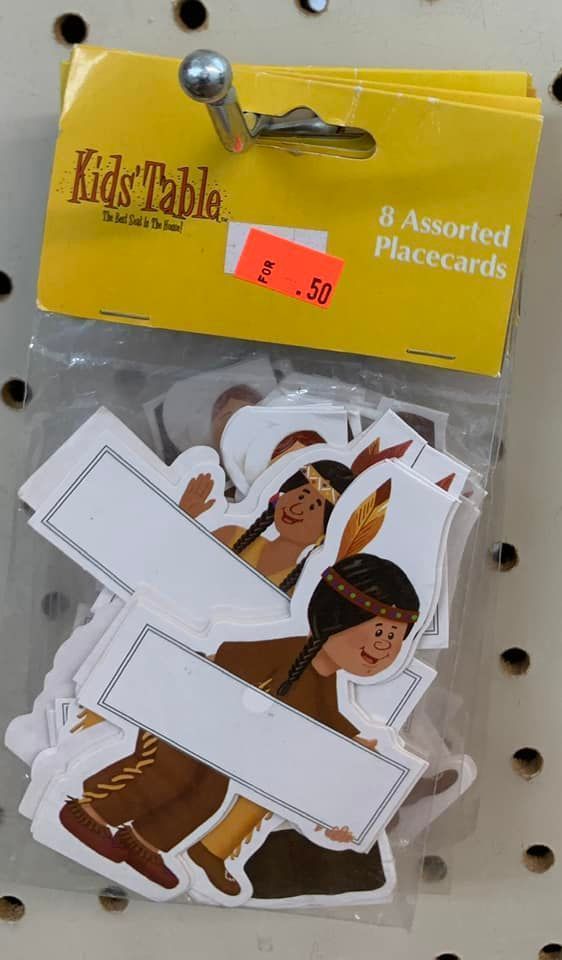 Kids' Table
The Best Seat In The House!
8 Assorted
Placecards
FOR
.50